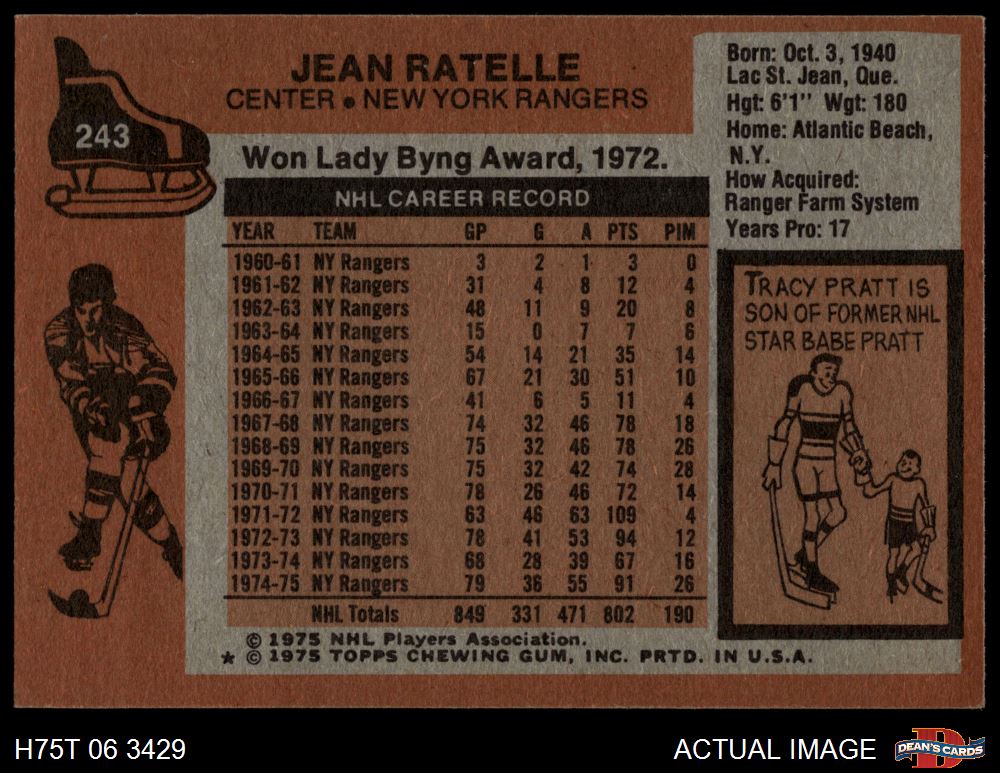 JEAN RATELLE
CENTER • NEW YORK RANGERS
243
Won Lady Byng Award, 1972.
Born: Oct. 3, 1940
Lac St. Jean, Que.
Hgt: 6'1" Wgt: 180
Home: Atlantic Beach,
N.Y.
How Acquired:
Ranger Farm System
Years Pro: 17
NHL CAREER RECORD
YEAR TEAM GP G A PTS PIM
1960-61 NY Rangers 3 2 1 3 0
1961-62 NY Rangers 31 4 8 12 4
1962-63 NY Rangers 48 11 9 20 8
1963-64 NY Rangers 15 0 7 7 6
1964-65 NY Rangers 54 14 21 35 14
1965-66 NY Rangers 67 21 30 51 10
1966-67 NY Rangers 41 6 5 11 4
1967-68 NY Rangers 74 32 46 78 18
1968-69 NY Rangers 75 32 46 78 26
1969-70 NY Rangers 75 32 42 74 28
1970-71 NY Rangers 78 26 46 72 14
1971-72 NY Rangers 63 46 63 109 4
1972-73 NY Rangers 78 41 53 94 12
1973-74 NY Rangers 68 28 39 67 16
1974-75 NY Rangers 79 36 55 91 26
NHL Totals 849 331 471 802 190
TRACY PRATT IS
SON OF FORMER NHL
STAR BABE PRATT
© 1975 NHL Players Association.
* © 1975 TOPPS CHEWING GUM, INC. PRTD. IN U.S.A.
H75T 06 3429
ACTUAL IMAGE
D
DEAN'S CARDS